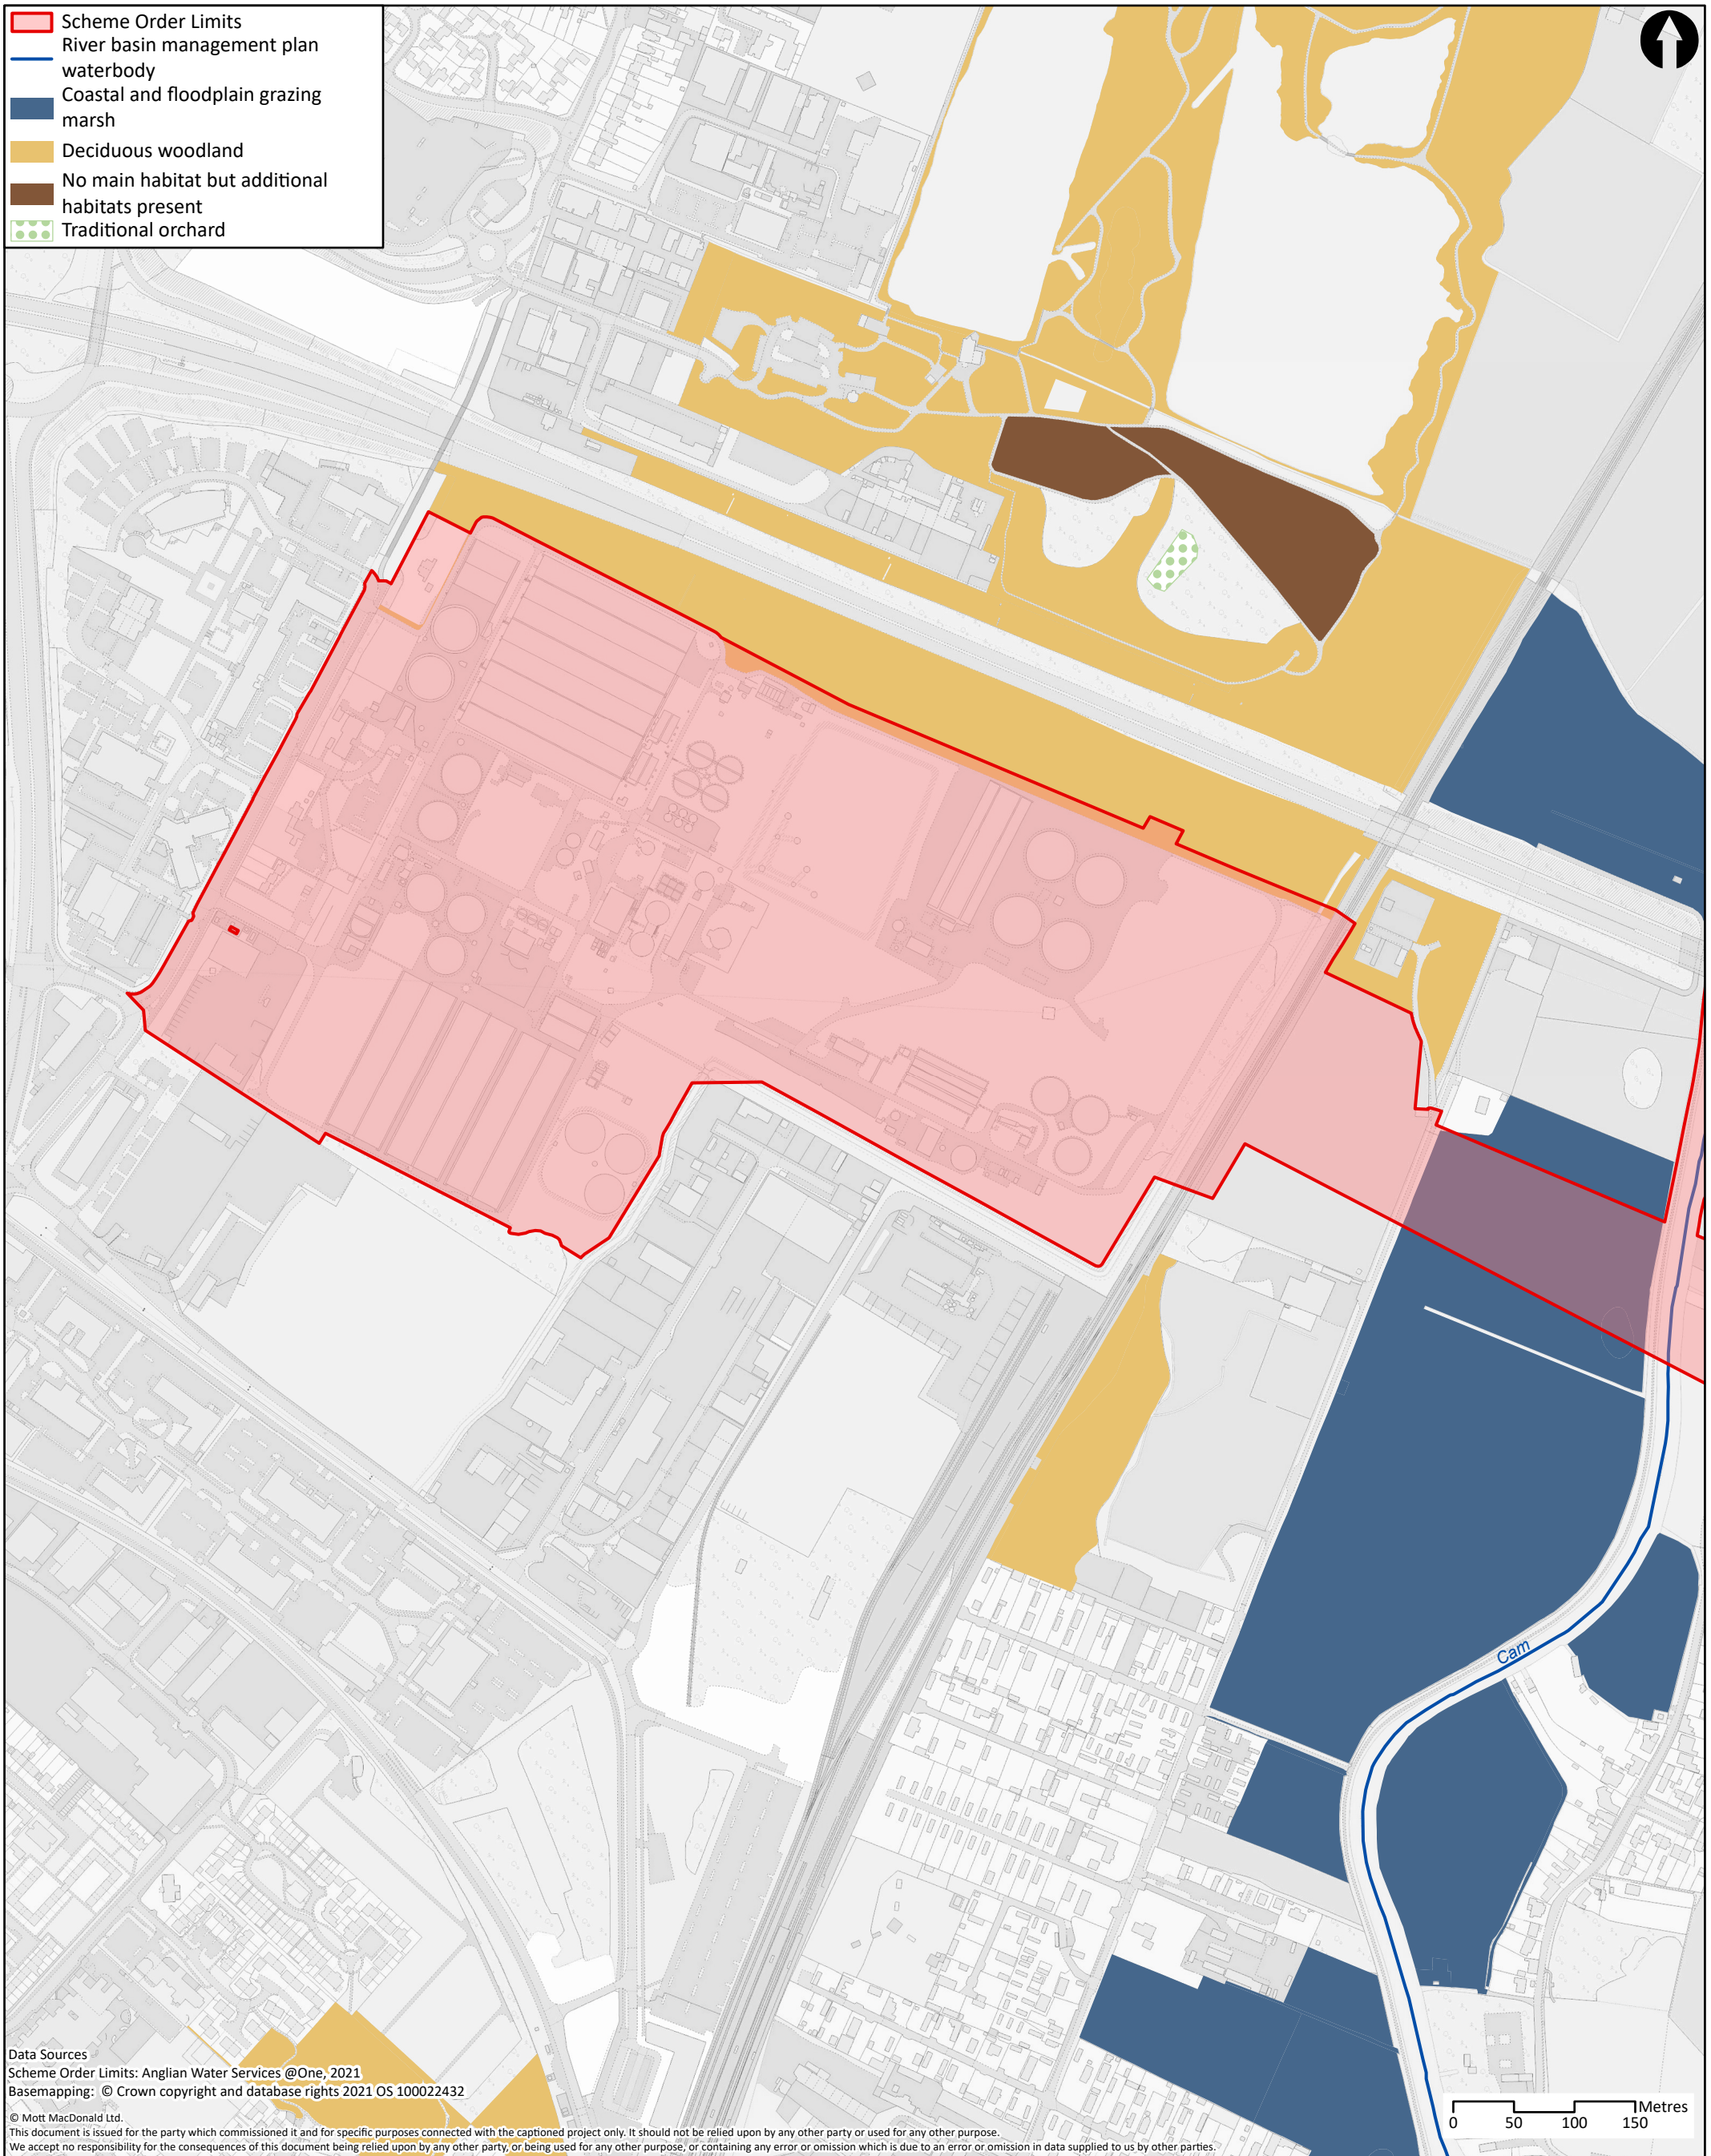 Scheme Order Limits
River basin management plan
waterbody
Coastal and floodplain grazing
marsh
Deciduous woodland
No main habitat but additional
habitats present
Traditional orchard
Cam
Data Sources
Scheme Order Limits: Anglian Water Services @One, 2021
Basemapping: © Crown copyright and database rights 2021 OS 100022432
© Mott MacDonald Ltd.
This document is issued for the party which commissioned it and for specific purposes connected with the captioned project only. It should not be relied upon by any other party or used for any other purpose.
We accept no responsibility for the consequences of this document being relied upon by any other party, or being used for any other purpose, or containing any error or omission which is due to an error or omission in data supplied to us by other parties.
Metres
0 50 100 150